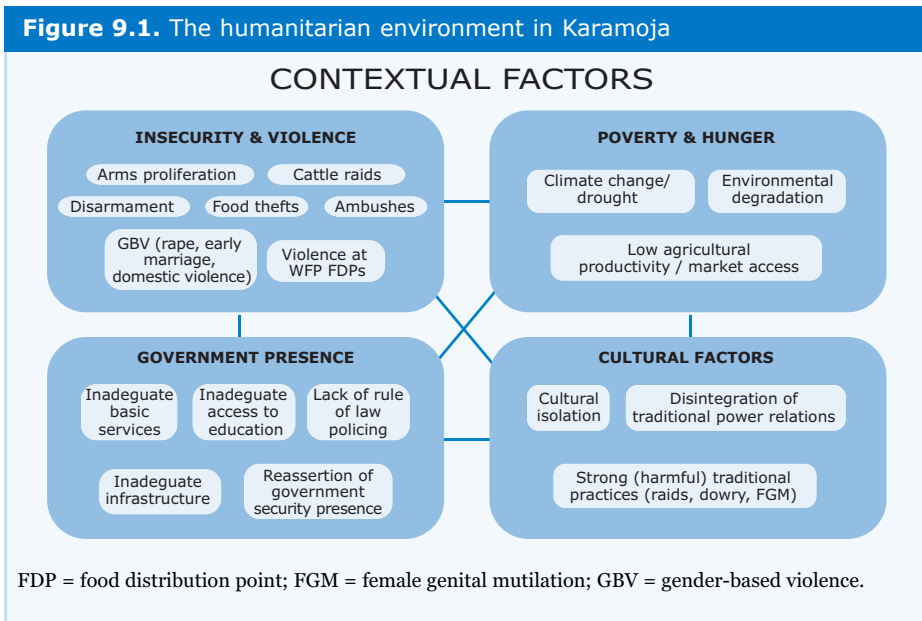 Figure 9.1. The humanitarian environment in Karamoja
CONTEXTUAL FACTORS
INSECURITY & VIOLENCE
Arms proliferation
Cattle raids
Disarmament
Food thefts
Ambushes
GBV (rape, early
marriage,
domestic violence)
Violence at
WFP FDPs
POVERTY & HUNGER
Climate change/
drought
Environmental
degradation
Low agricultural
productivity / market access
GOVERNMENT PRESENCE
Inadequate
basic
services
Inadequate
access to
education
Lack of rule
of law
policing
Inadequate
infrastructure
Reassertion of
government
security presence
CULTURAL FACTORS
Cultural
isolation
Disintegration of
traditional power relations
Strong (harmful) traditional
practices (raids, dowry, FGM)
FDP = food distribution point; FGM = female genital mutilation; GBV = gender-based violence.